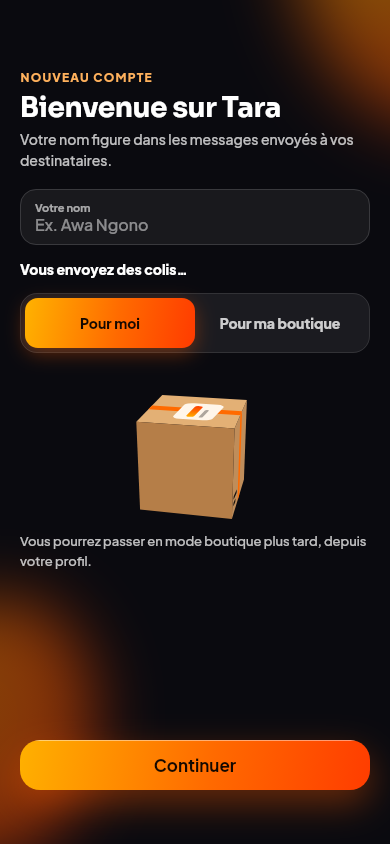 NOUVEAU COMPTE
Bienvenue sur Tara
Votre nom figure dans les messages envoyés à vos
destinataires.
Votre nom
Ex. Awa Ngono
Vous envoyez des colis...
Pour moi
Pour ma boutique
Vous pourrez passer en mode boutique plus tard, depuis
votre profil.
Continuer